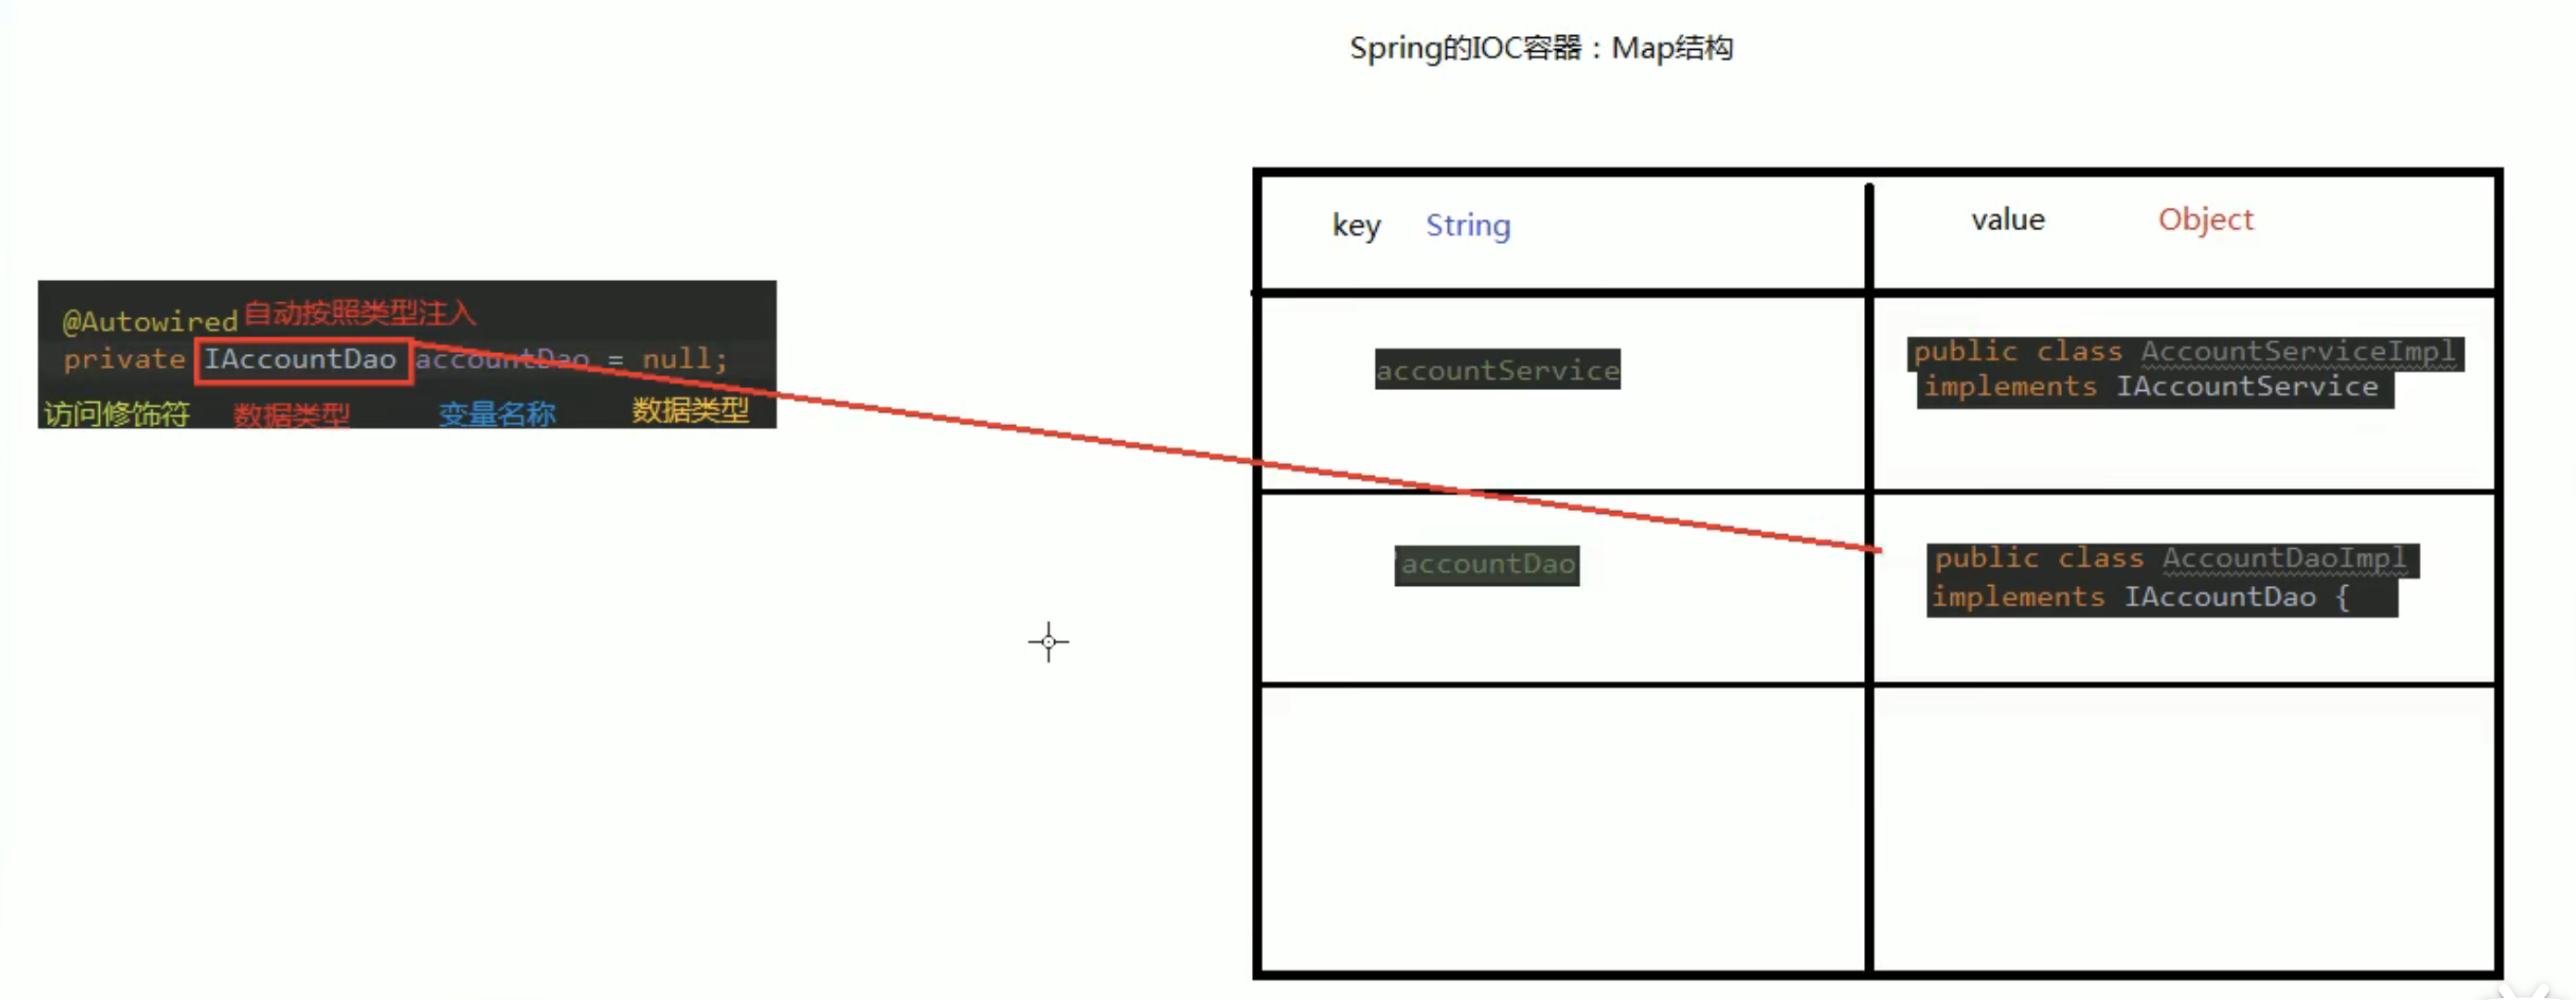 Spring的IOC容器：Map结构
@Autowired 自动按照类型注入
private IAccountDao accountDao = null;
访问修饰符 数据类型 变量名称 数据类型
key String value Object
accountService
public class AccountServiceImpl
implements IAccountService
accountDao
public class AccountDaoImpl
implements IAccountDao {